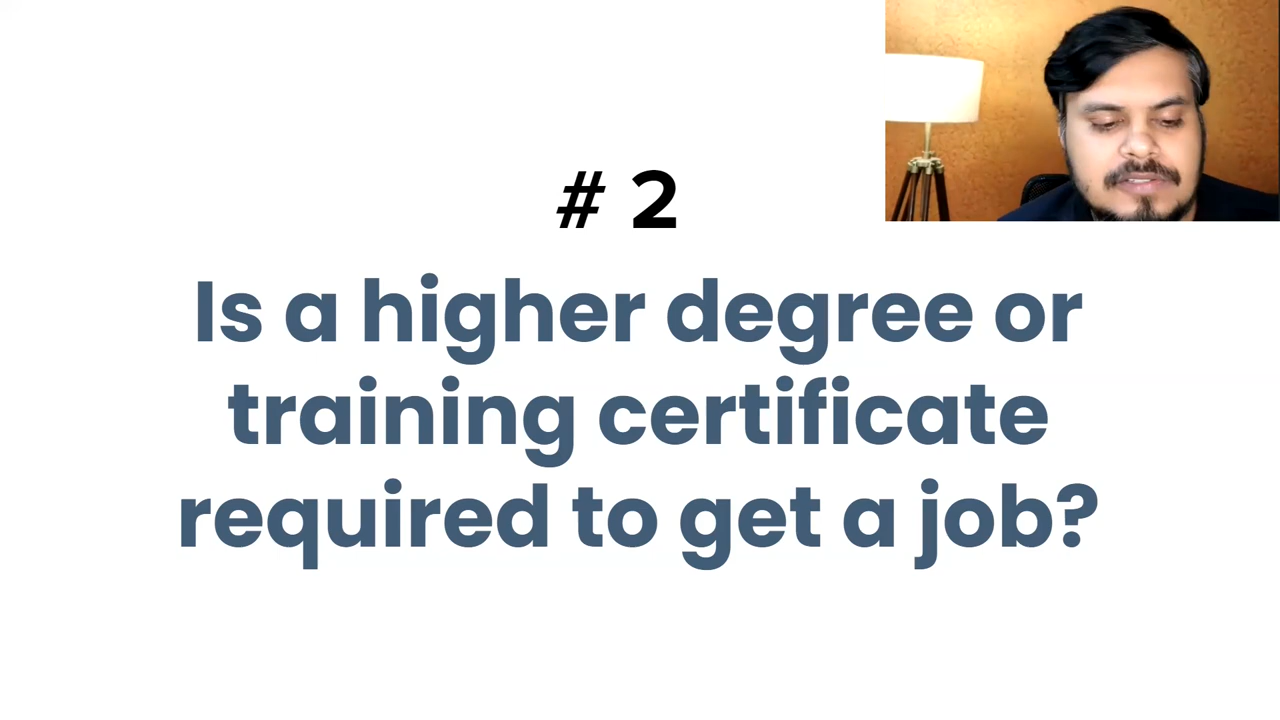 # 2
Is a higher degree or
training certificate
required to get a job?